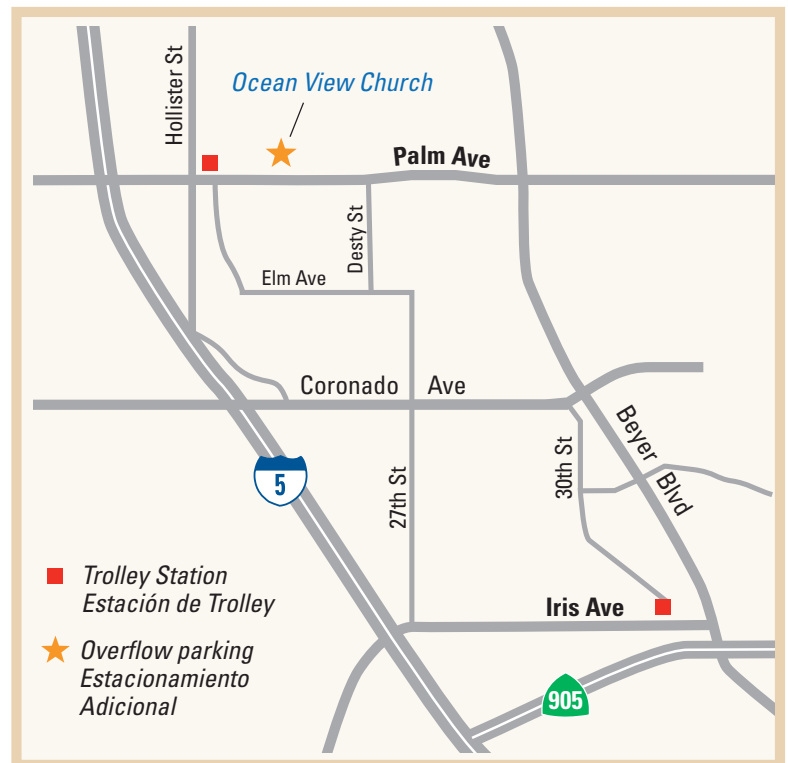 Hollister St
Ocean View Church
Palm Ave
Desty St
Elm Ave
Coronado Ave
Beyer Blvd
30th St
27th St
5
Trolley Station
Estación de Trolley
Iris Ave
Overflow parking
Estacionamiento
Adicional
905